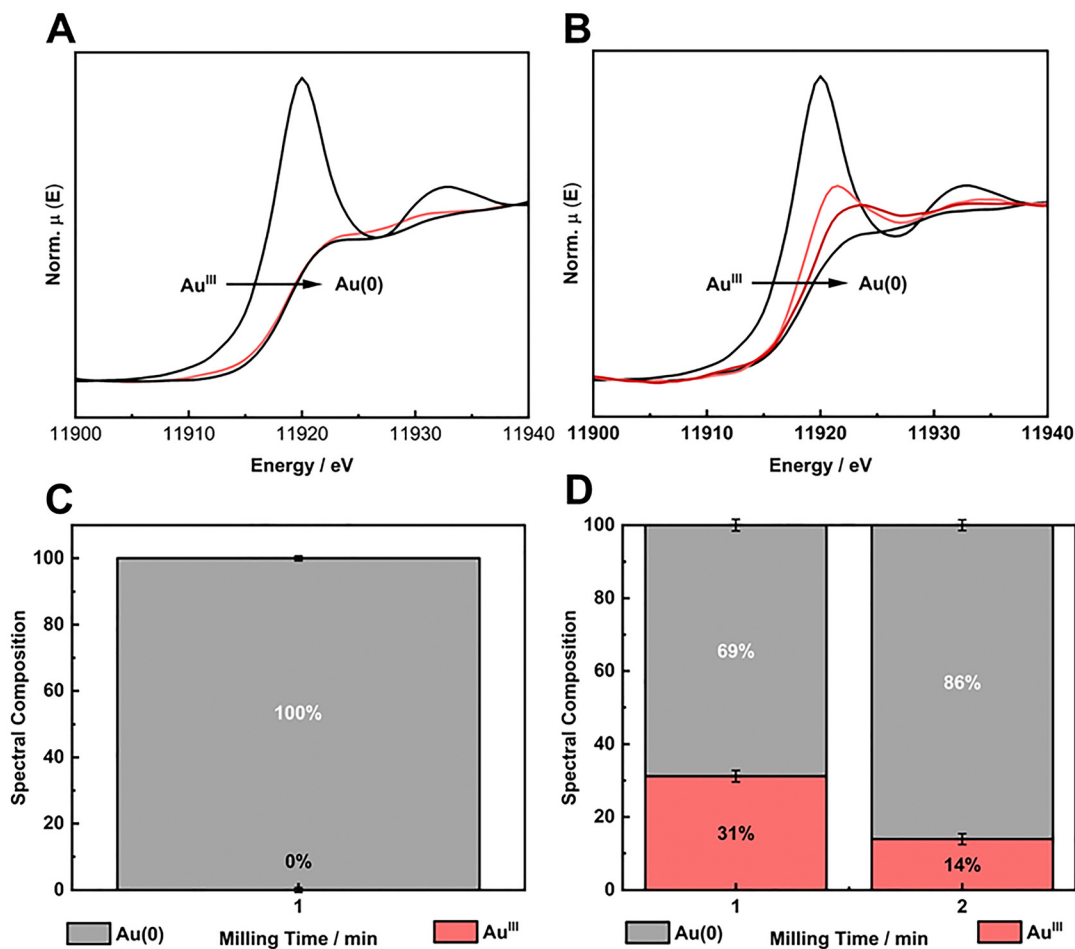 A
Norm. μ (E)
Au^III
Au(0)
11900 11910 11920 11930 11940
Energy / eV
B
Norm. μ (E)
Au^III
Au(0)
11900 11910 11920 11930 11940
Energy / eV
C
Spectral Composition
100
80
60
40
20
0
100%
0%
1
Au(0)
Milling Time / min
Au^III
D
Spectral Composition
100
80
60
40
20
0
69%
86%
31%
14%
1 2
Au(0)
Milling Time / min
Au^III